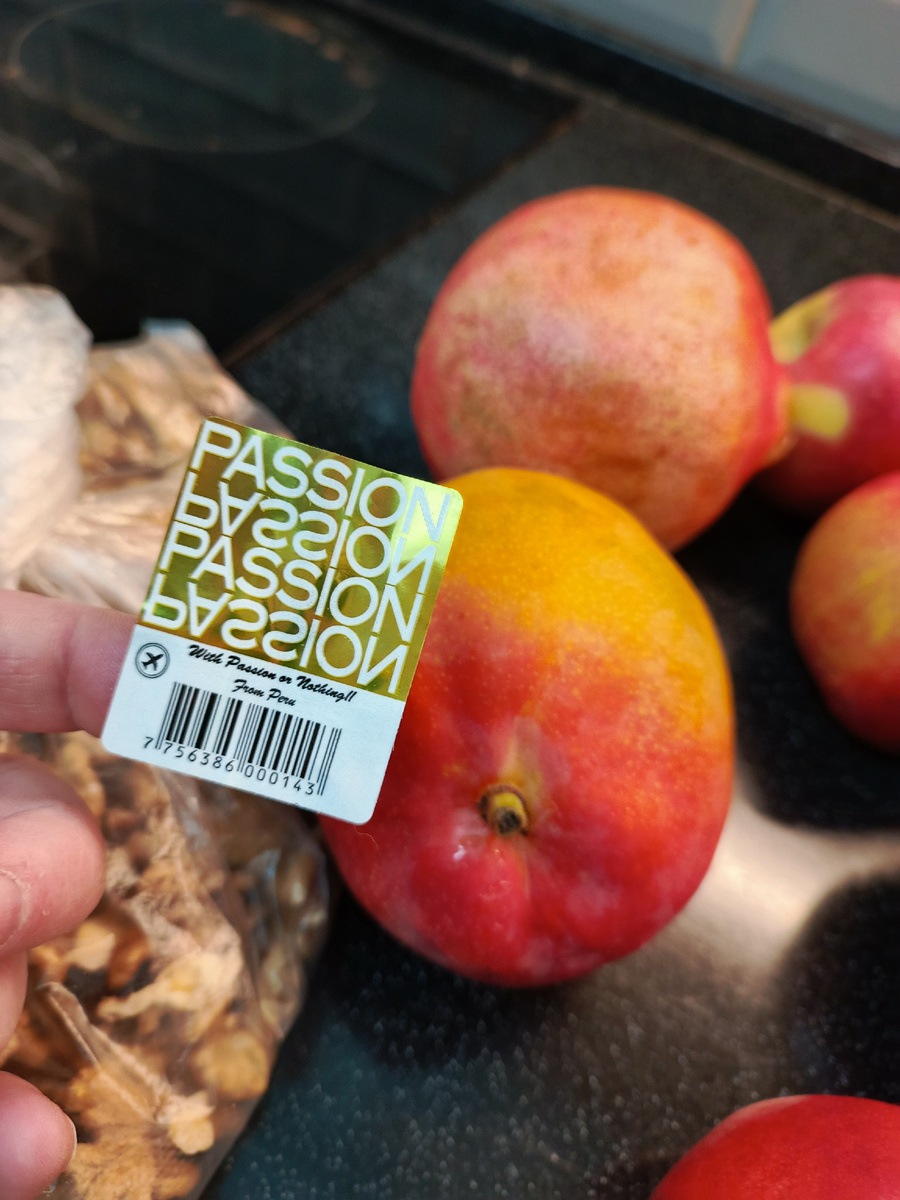 PASSION
PASSION
PASSION
PASSION
With Passion or Nothing!!
From Peru
7 756386 000143